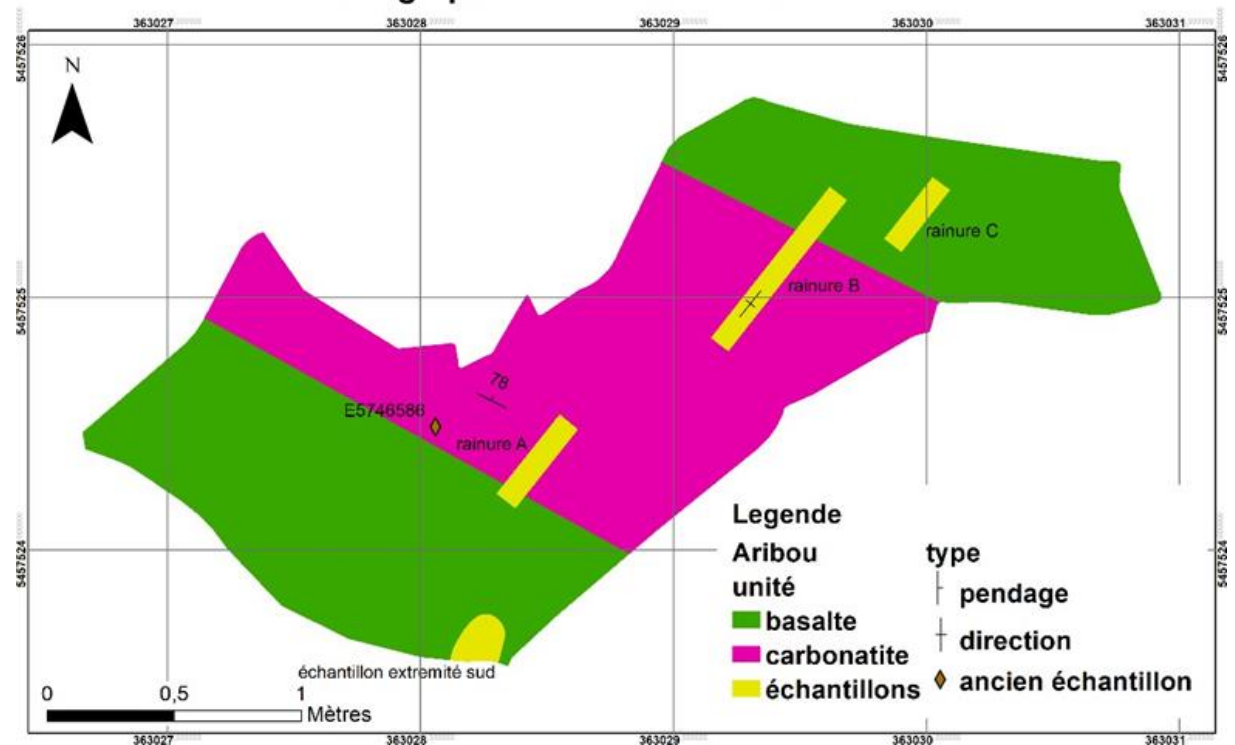 363027 363028 363029 363030 363031
5457526 5457526
N
rainure C
5457525 rainure B 5457525
78
E5746586
rainure A
Legende
Aribou type
unité
pendage
basalte
direction
carbonatite
échantillons ancien échantillon
5457524 5457524
échantillon extremité sud
0 0,5 1
Mètres
363027 363028 363029 363030 363031